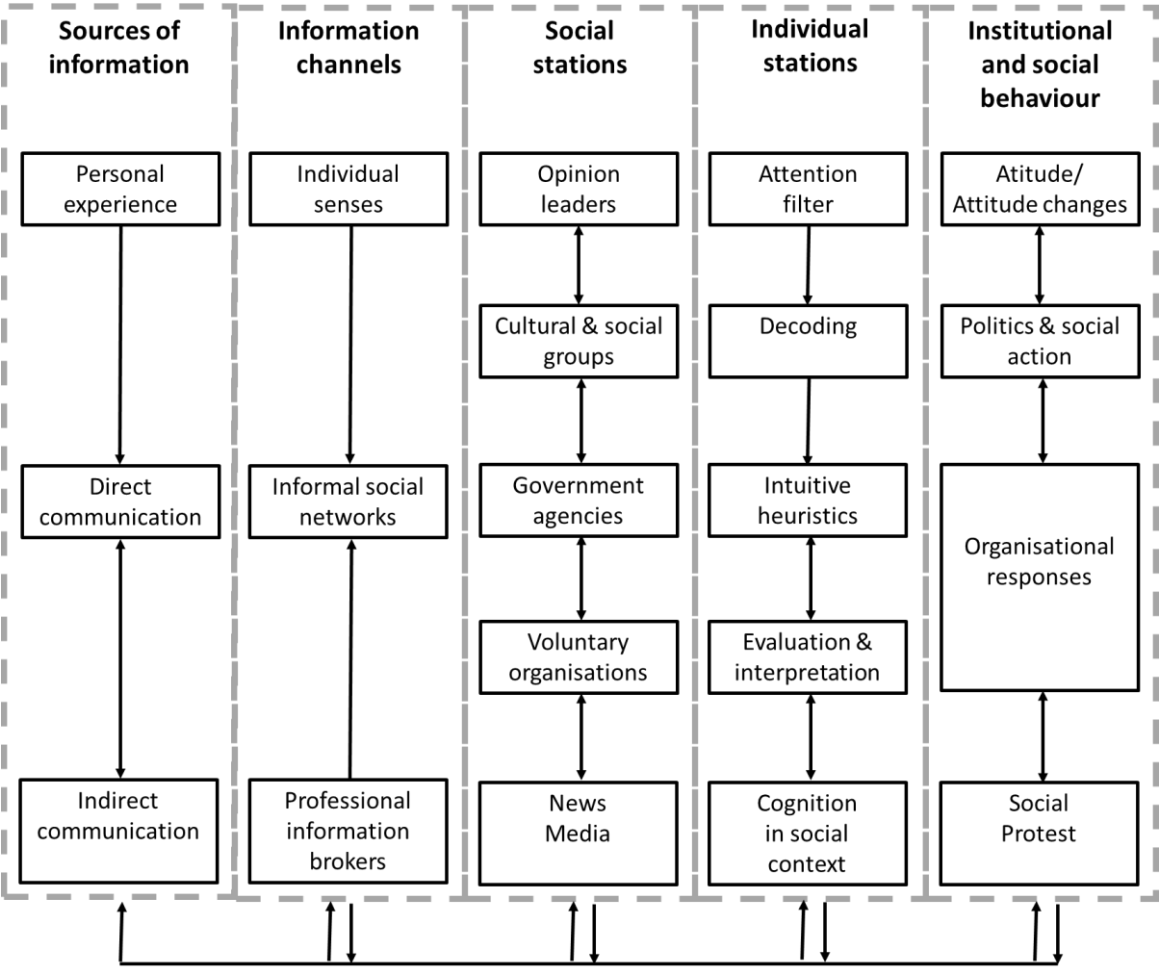 Sources of
information
Personal
experience
Direct
communication
Indirect
communication
Information
channels
Individual
senses
Informal social
networks
Professional
information
brokers
Social
stations
Opinion
leaders
Cultural & social
groups
Government
agencies
Voluntary
organisations
News
Media
Individual
stations
Attention
filter
Decoding
Intuitive
heuristics
Evaluation &
interpretation
Cognition
in social
context
Institutional
and social
behaviour
Atitude/
Attitude changes
Politics & social
action
Organisational
responses
Social
Protest